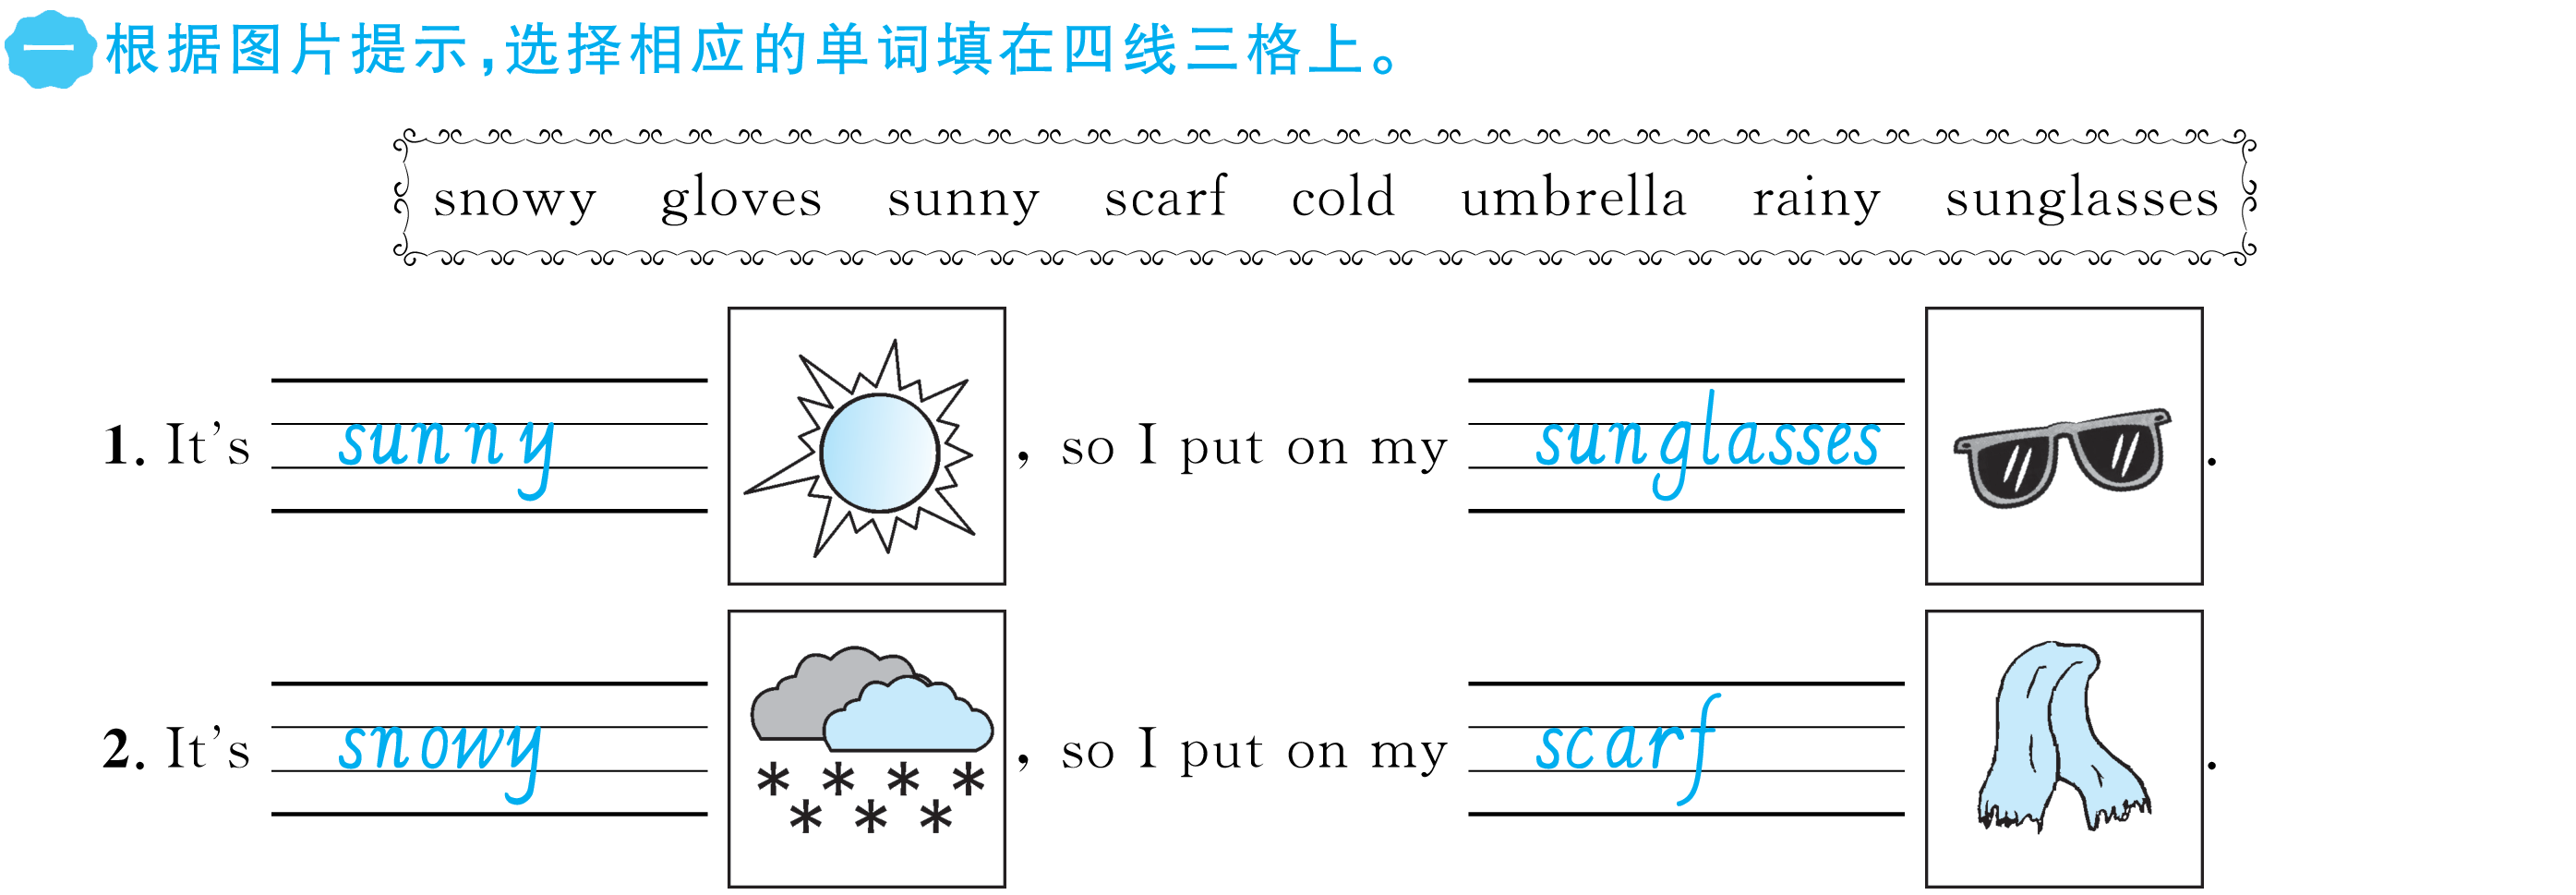 一 根据图片提示,选择相应的单词填在四线三格上。
snowy gloves sunny scarf cold umbrella rainy sunglasses
1. It's sunny , so I put on my sunglasses .
2. It's snowy , so I put on my scarf .